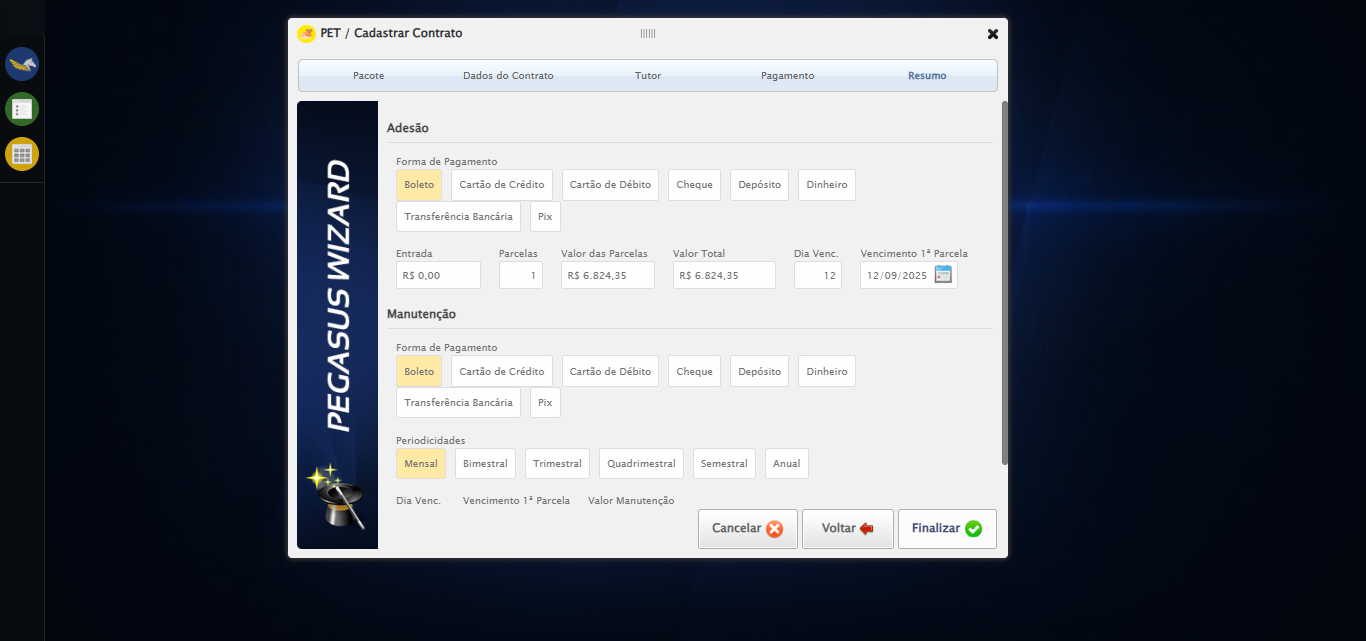 PET / Cadastrar Contrato
Pacote Dados do Contrato Tutor Pagamento Resumo
PEGASUS WIZARD
Adesão
Forma de Pagamento
Boleto Cartão de Crédito Cartão de Débito Cheque Depósito Dinheiro
Transferência Bancária Pix
Entrada Parcelas Valor das Parcelas Valor Total Dia Venc. Vencimento 1ª Parcela
R$ 0,00 1 R$ 6.824,35 R$ 6.824,35 12 12/09/2025
Manutenção
Forma de Pagamento
Boleto Cartão de Crédito Cartão de Débito Cheque Depósito Dinheiro
Transferência Bancária Pix
Periodicidades
Mensal Bimestral Trimestral Quadrimestral Semestral Anual
Dia Venc. Vencimento 1ª Parcela Valor Manutenção
Cancelar Voltar Finalizar